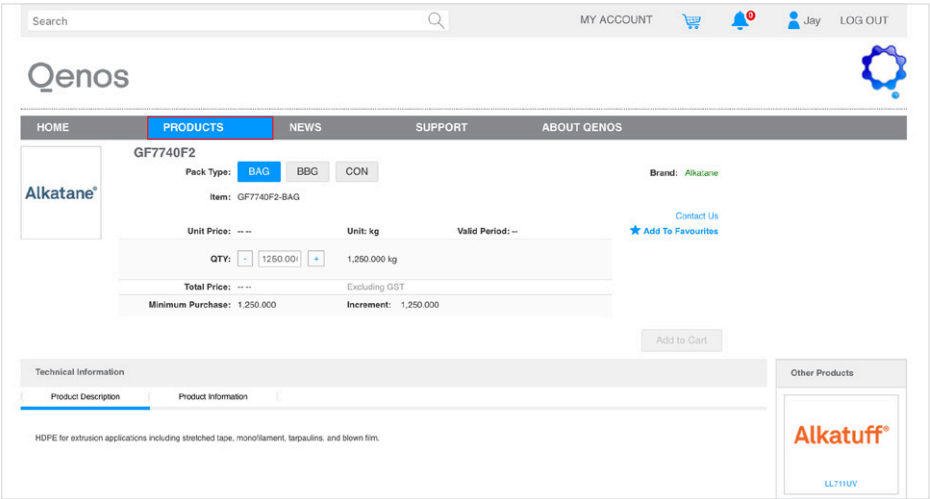 Search
MY ACCOUNT 0 Jay LOG OUT
Qenos
HOME PRODUCTS NEWS SUPPORT ABOUT QENOS
GF7740F2
Alkatane®
Pack Type: BAG BBG CON
Brand: Alkatane
Item: GF7740F2-BAG
Contact Us
Unit Price: -- -- Unit: kg Valid Period: --
Add To Favourites
QTY: - 1250.00 + 1,250.000 kg
Total Price: -- -- Excluding GST
Minimum Purchase: 1,250.000 Increment: 1,250.000
Add to Cart
Technical Information
Other Products
Product Description Product Information
HDPE for extrusion applications including stretched tape, monofilament, tarpaulins, and blown film.
Alkatuff®
LL711UV